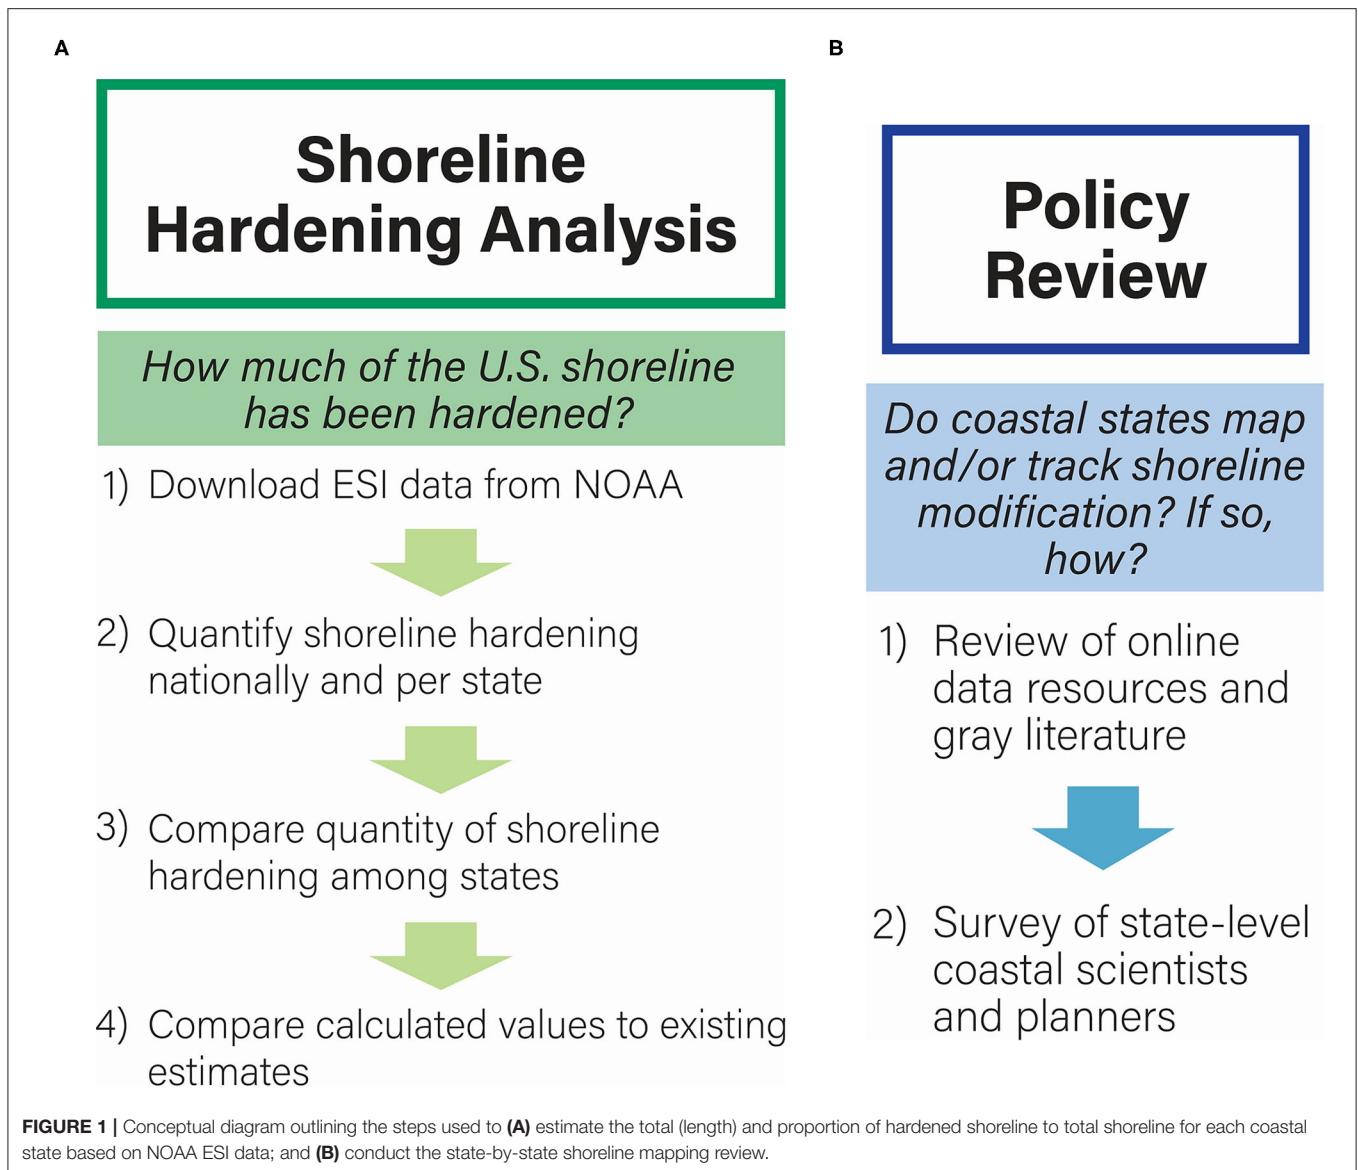 A
Shoreline
Hardening Analysis
How much of the U.S. shoreline
has been hardened?
1) Download ESI data from NOAA
2) Quantify shoreline hardening
nationally and per state
3) Compare quantity of shoreline
hardening among states
4) Compare calculated values to existing
estimates
B
Policy
Review
Do coastal states map
and/or track shoreline
modification? If so,
how?
1) Review of online
data resources and
gray literature
2) Survey of state-level
coastal scientists
and planners
FIGURE 1 | Conceptual diagram outlining the steps used to (A) estimate the total (length) and proportion of hardened shoreline to total shoreline for each coastal
state based on NOAA ESI data; and (B) conduct the state-by-state shoreline mapping review.